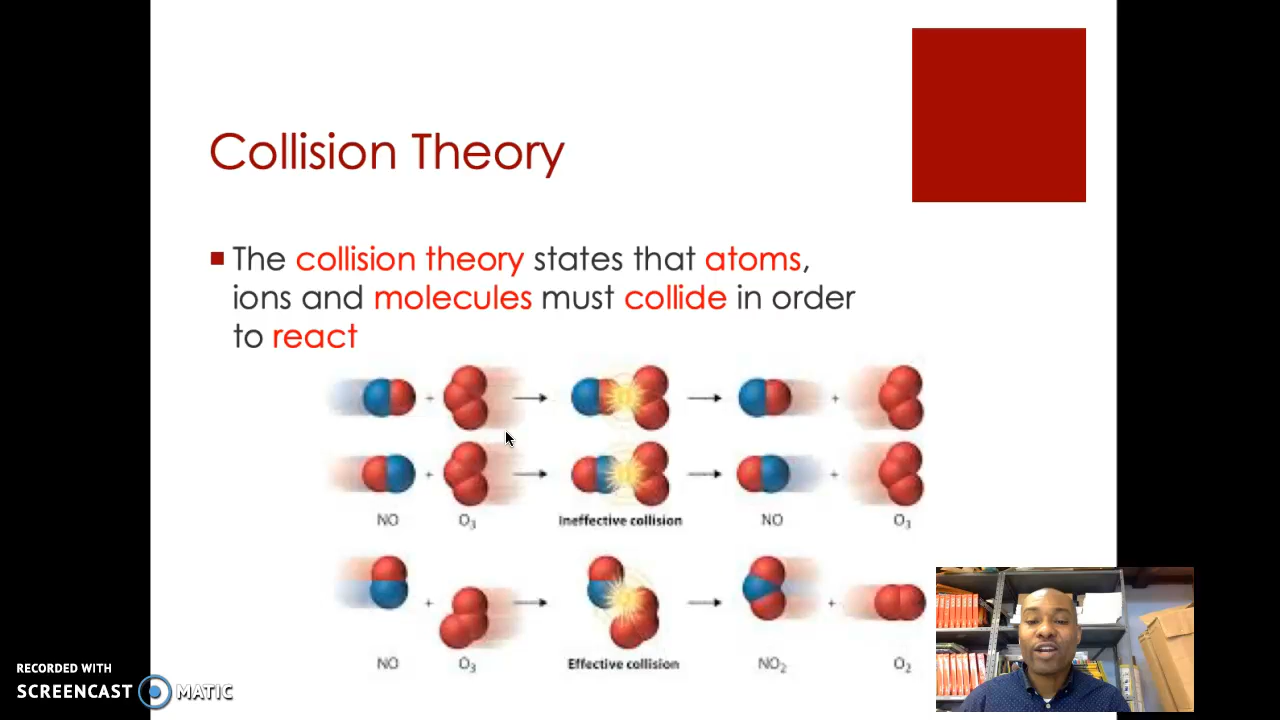 Collision Theory
The collision theory states that atoms,
ions and molecules must collide in order
to react
+
+
+
+
NO O₃ Ineffective collision NO O₃
+
+
NO O₃ Effective collision NO₂ O₂
RECORDED WITH
SCREENCAST MATIC